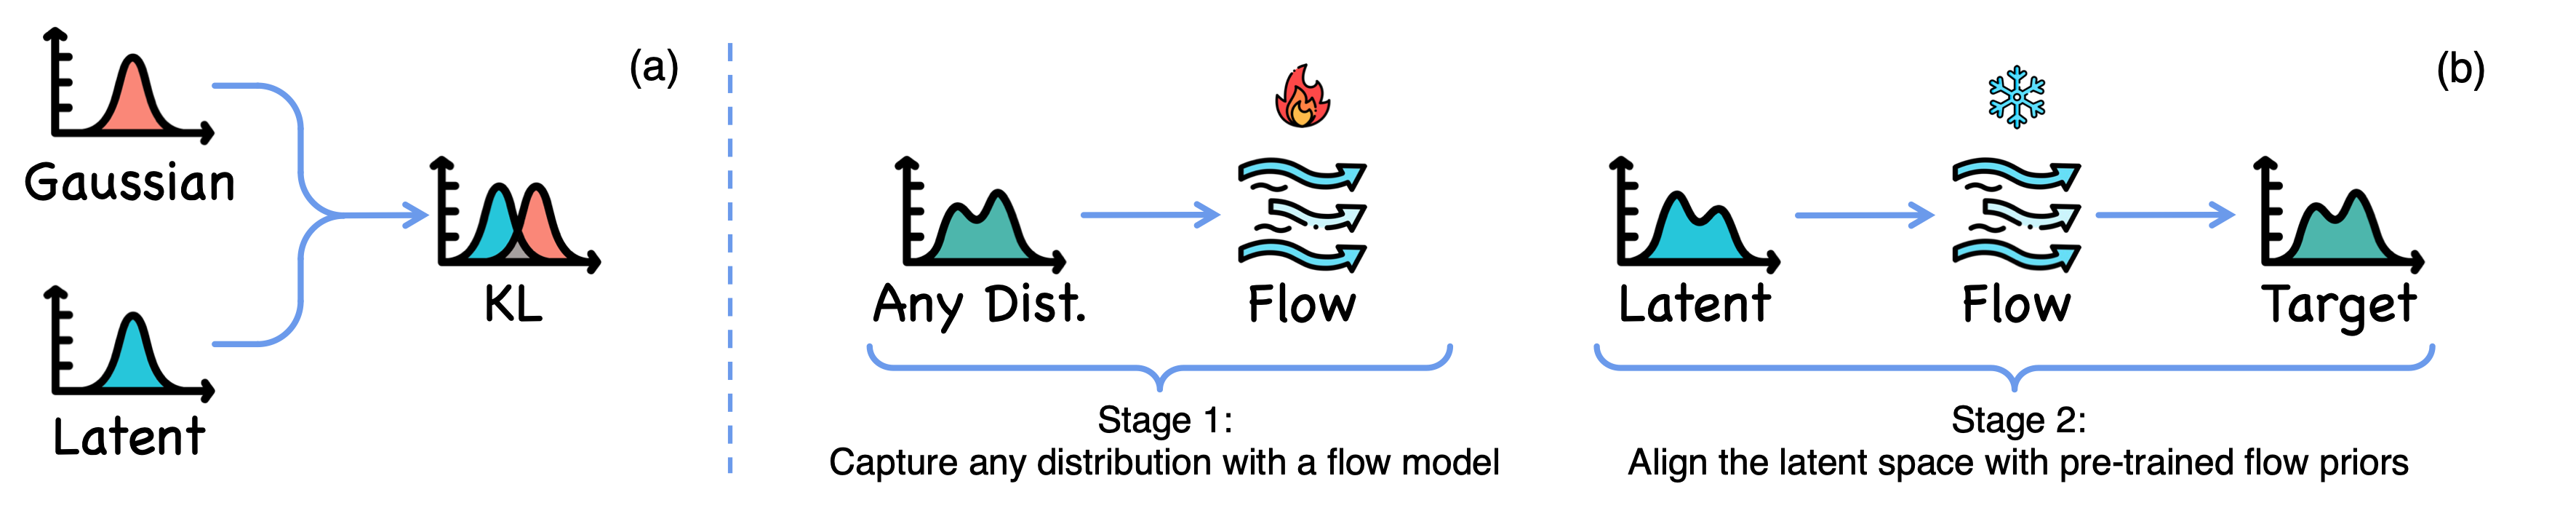 (a)
Gaussian
Latent
KL
(b)
Any Dist.
Flow
Stage 1:
Capture any distribution with a flow model
Latent
Flow
Target
Stage 2:
Align the latent space with pre-trained flow priors